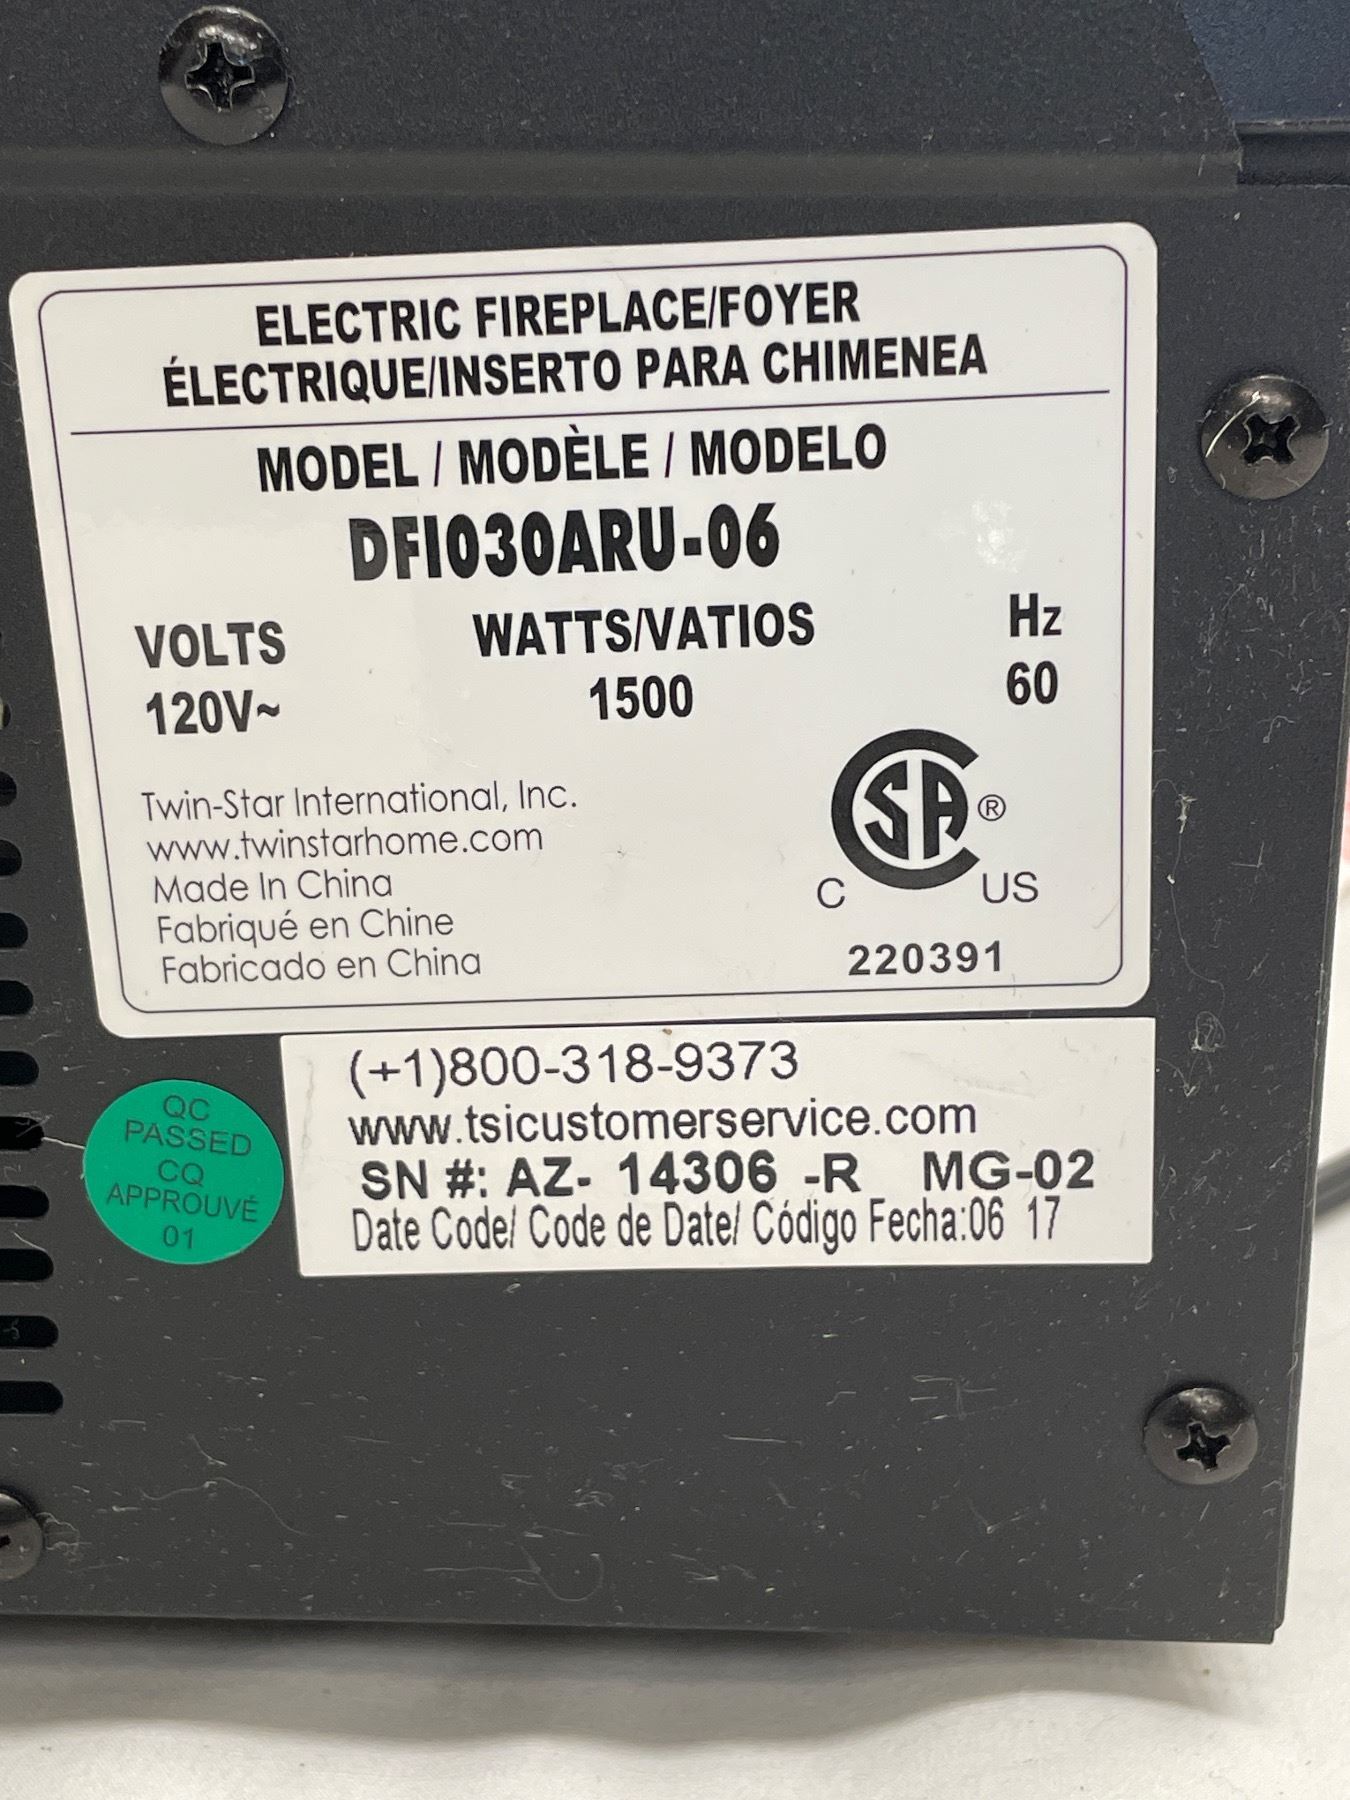 ELECTRIC FIREPLACE/FOYER
ÉLECTRIQUE/INSERTO PARA CHIMENEA
MODEL / MODÈLE / MODELO
DFI030ARU-06
VOLTS WATTS/VATIOS Hz
120V~ 1500 60
Twin-Star International, Inc.
www.twinstarhome.com
Made In China
Fabriqué en Chine
Fabricado en China
CSA®
C US
220391
(+1)800-318-9373
www.tsicustomerservice.com
SN #: AZ- 14306 -R MG-02
Date Code/ Code de Date/ Código Fecha:06 17
QC
PASSED
CQ
APPROUVÉ
01